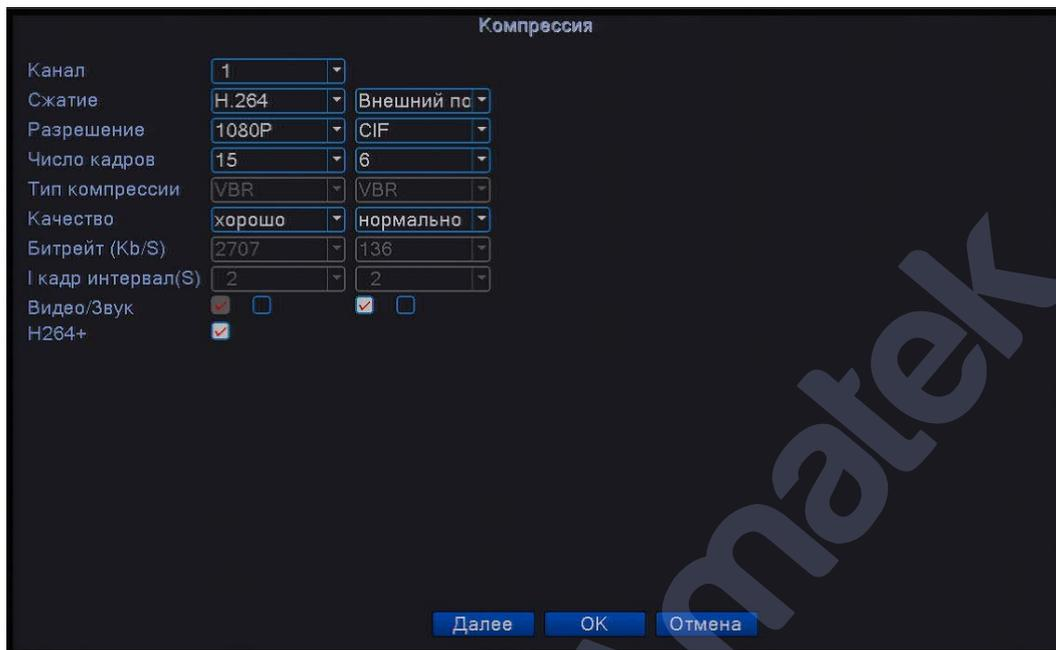 Компрессия
Канал 1
Сжатие H.264 Внешний по
Разрешение 1080P CIF
Число кадров 15 6
Тип компрессии VBR VBR
Качество хорошо нормально
Битрейт (Kb/S) 2707 136
I кадр интервал(S) 2 2
Видео/Звук
H264+
Далее OK Отмена
matek